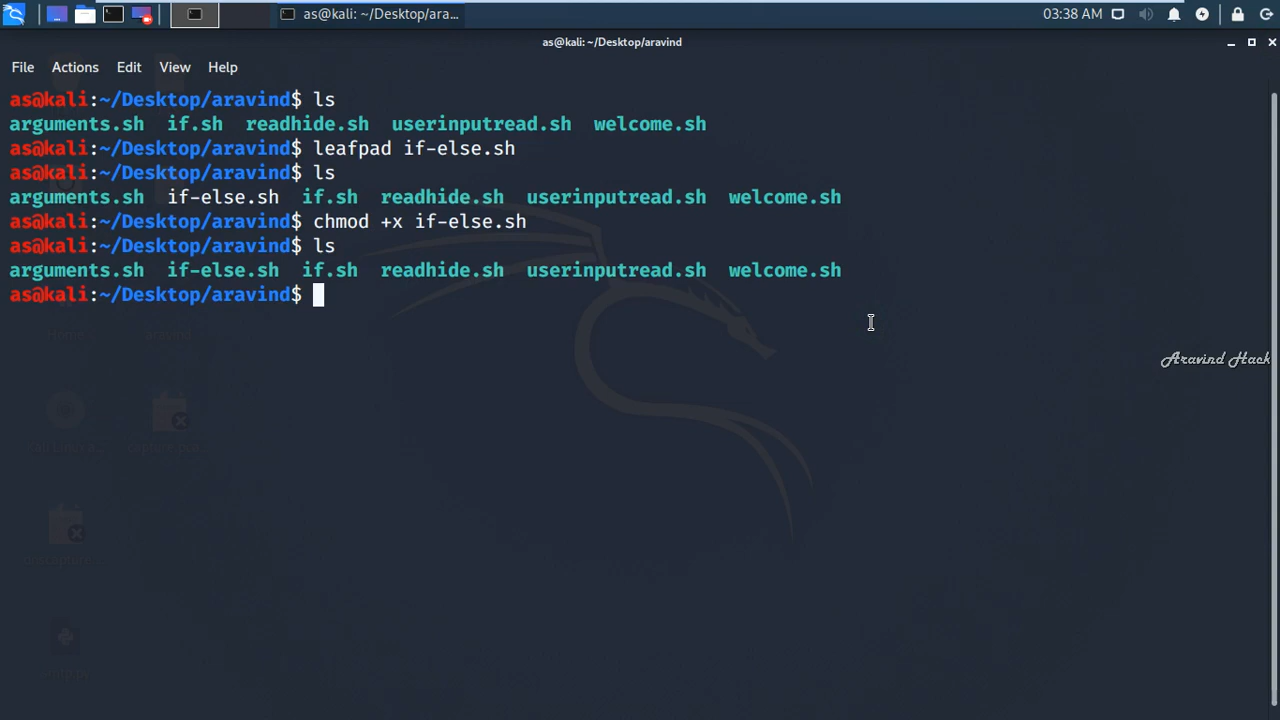 as@kali: ~/Desktop/ara...
03:38 AM
as@kali: ~/Desktop/aravind
File Actions Edit View Help
as@kali:~/Desktop/aravind$ ls
arguments.sh if.sh readhide.sh userinputread.sh welcome.sh
as@kali:~/Desktop/aravind$ leafpad if-else.sh
as@kali:~/Desktop/aravind$ ls
arguments.sh if-else.sh if.sh readhide.sh userinputread.sh welcome.sh
as@kali:~/Desktop/aravind$ chmod +x if-else.sh
as@kali:~/Desktop/aravind$ ls
arguments.sh if-else.sh if.sh readhide.sh userinputread.sh welcome.sh
as@kali:~/Desktop/aravind$
Home aravind
Aravind Hack